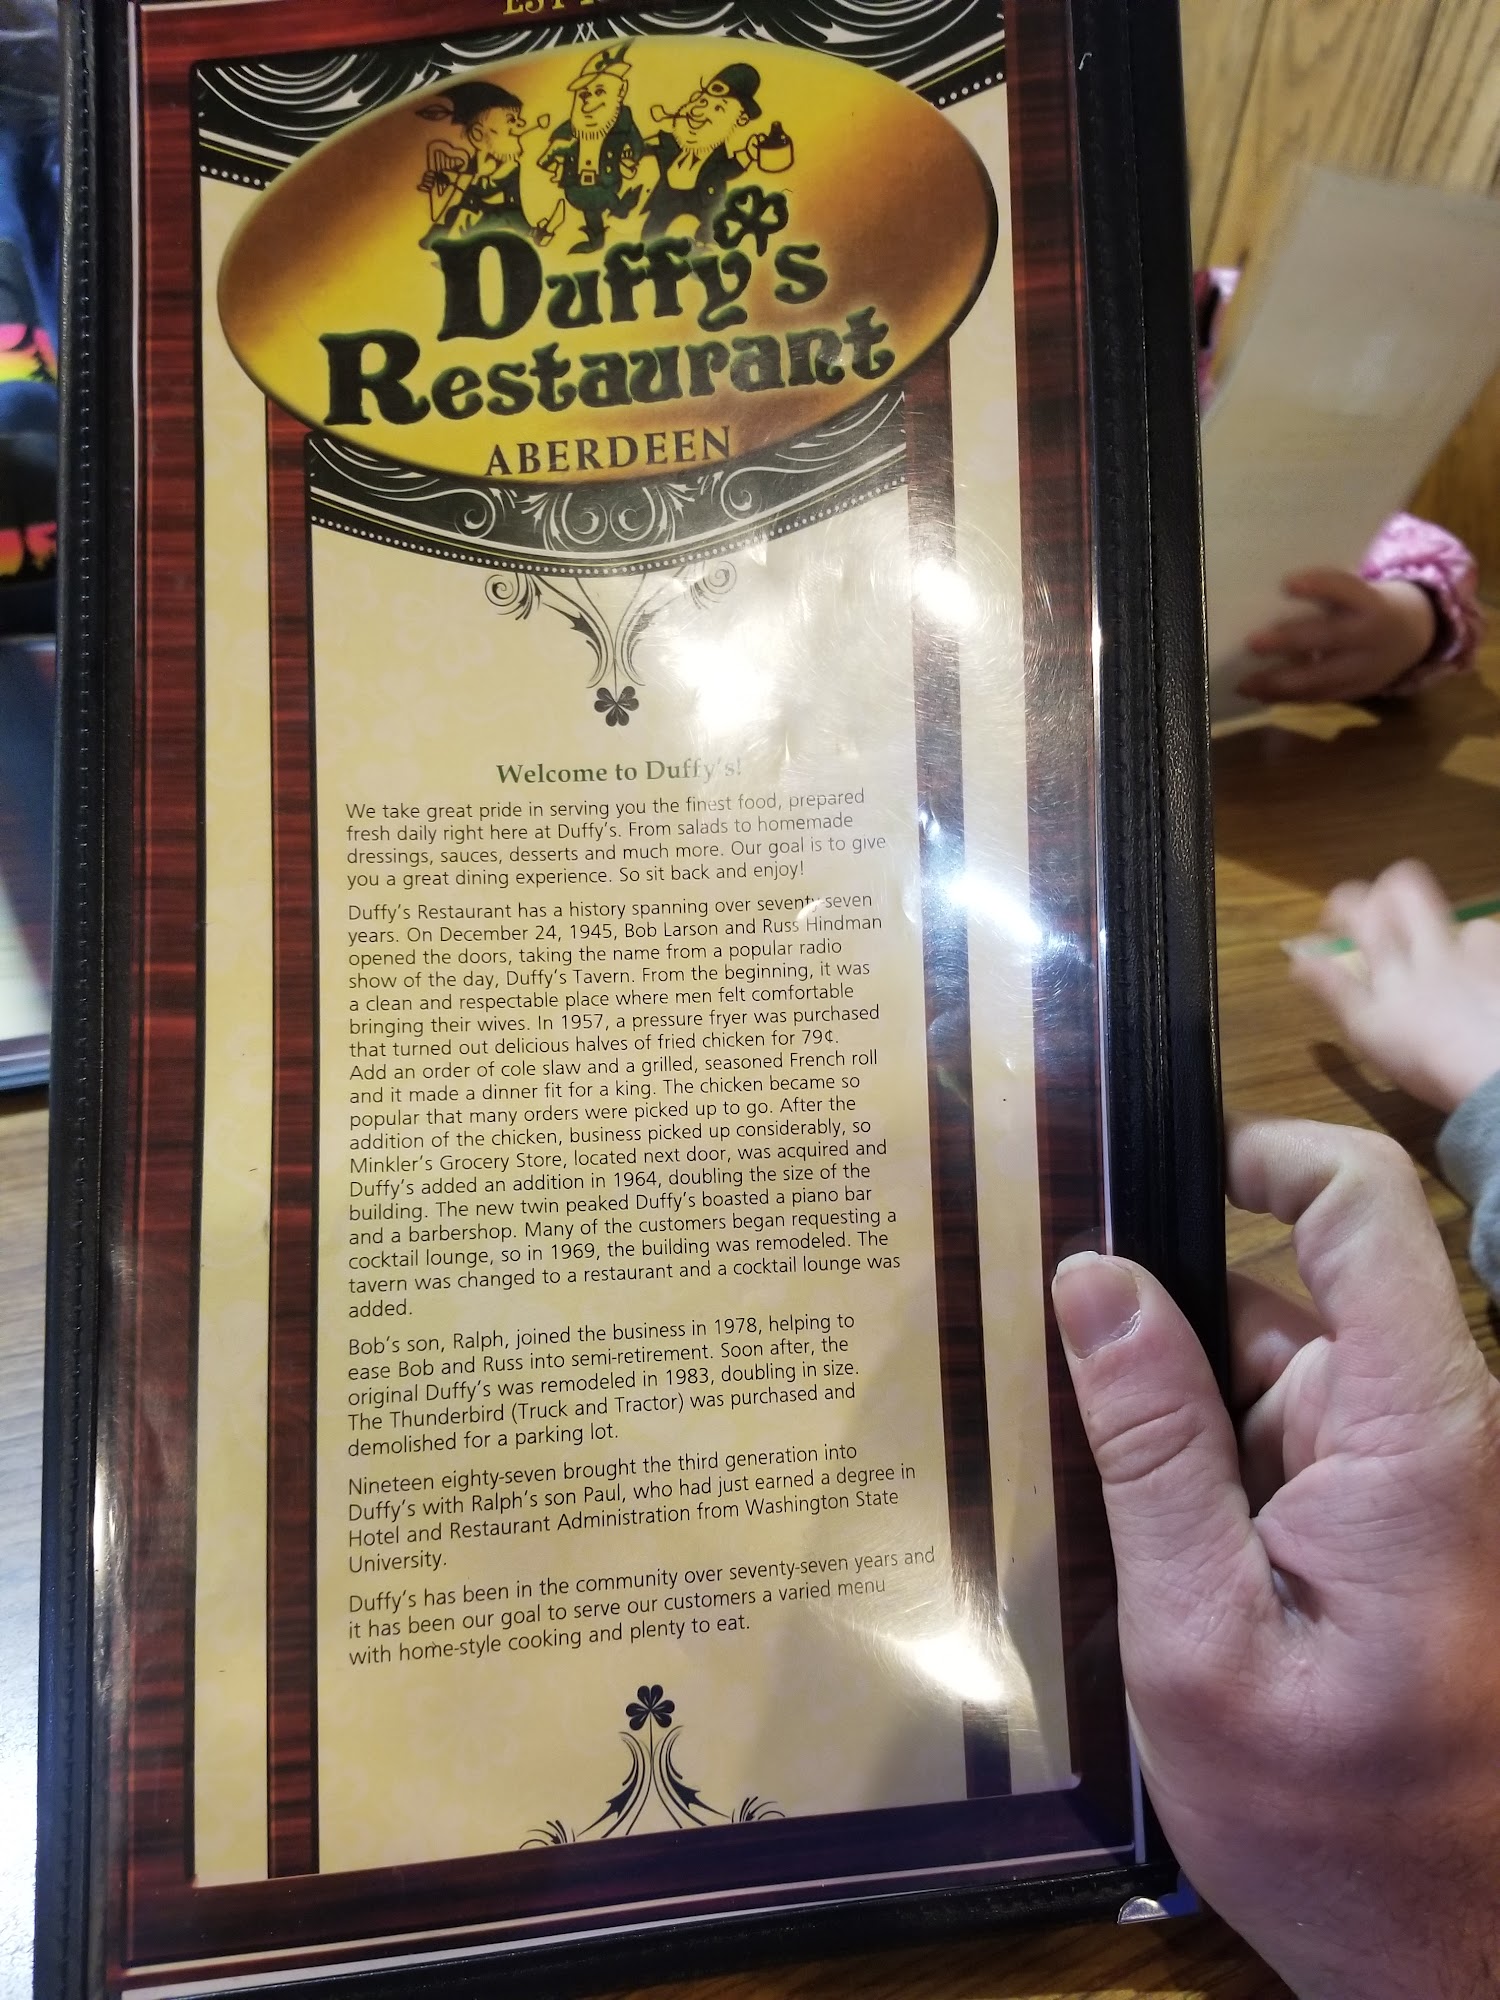 Duffy's
Restaurant
ABERDEEN
Welcome to Duffy's!
We take great pride in serving you the finest food, prepared
fresh daily right here at Duffy's. From salads to homemade
dressings, sauces, desserts and much more. Our goal is to give
you a great dining experience. So sit back and enjoy!
Duffy's Restaurant has a history spanning over seventy-seven
years. On December 24, 1945, Bob Larson and Russ Hindman
opened the doors, taking the name from a popular radio
show of the day, Duffy's Tavern. From the beginning, it was
a clean and respectable place where men felt comfortable
bringing their wives. In 1957, a pressure fryer was purchased
that turned out delicious halves of fried chicken for 79¢.
Add an order of cole slaw and a grilled, seasoned French roll
and it made a dinner fit for a king. The chicken became so
popular that many orders were picked up to go. After the
addition of the chicken, business picked up considerably, so
Minkler's Grocery Store, located next door, was acquired and
Duffy's added an addition in 1964, doubling the size of the
building. The new twin peaked Duffy's boasted a piano bar
and a barbershop. Many of the customers began requesting a
cocktail lounge, so in 1969, the building was remodeled. The
tavern was changed to a restaurant and a cocktail lounge was
added.
Bob's son, Ralph, joined the business in 1978, helping to
ease Bob and Russ into semi-retirement. Soon after, the
original Duffy's was remodeled in 1983, doubling in size.
The Thunderbird (Truck and Tractor) was purchased and
demolished for a parking lot.
Nineteen eighty-seven brought the third generation into
Duffy's with Ralph's son Paul, who had just earned a degree in
Hotel and Restaurant Administration from Washington State
University.
Duffy's has been in the community over seventy-seven years and
it has been our goal to serve our customers a varied menu
with home-style cooking and plenty to eat.